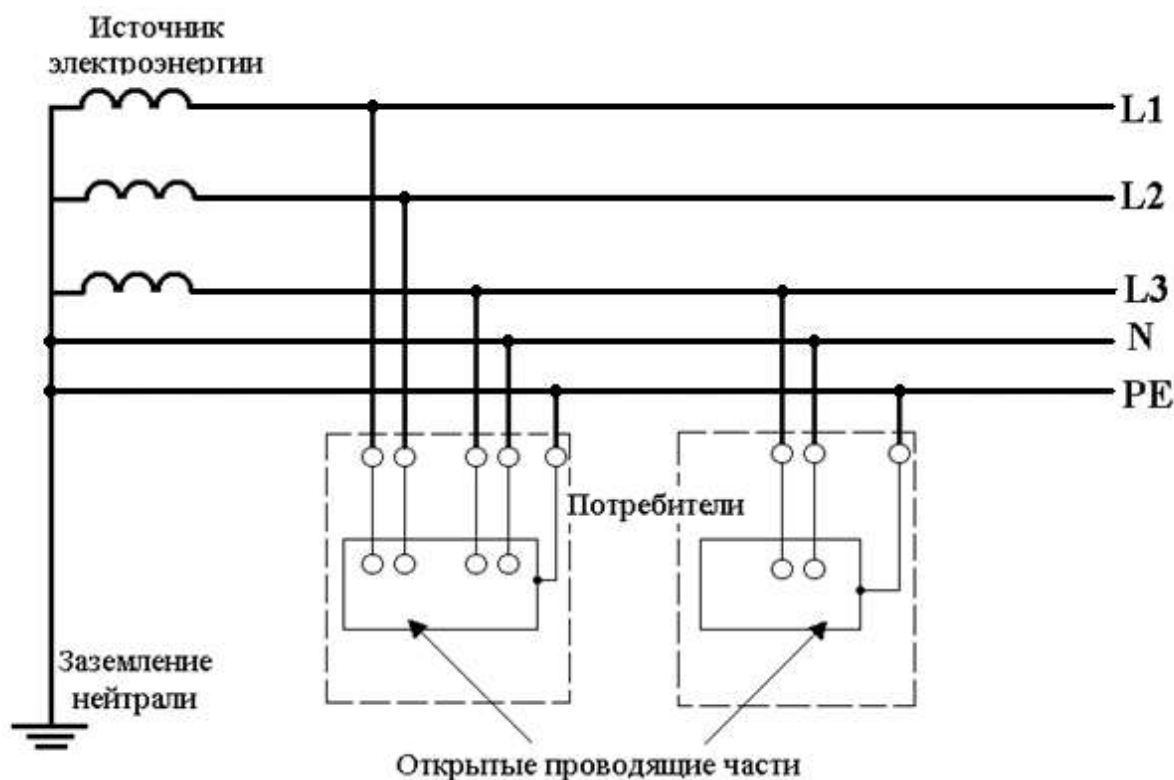 Источник
электроэнергии
L1
L2
L3
N
PE
Потребители
Заземление
нейтрали
Открытые проводящие части